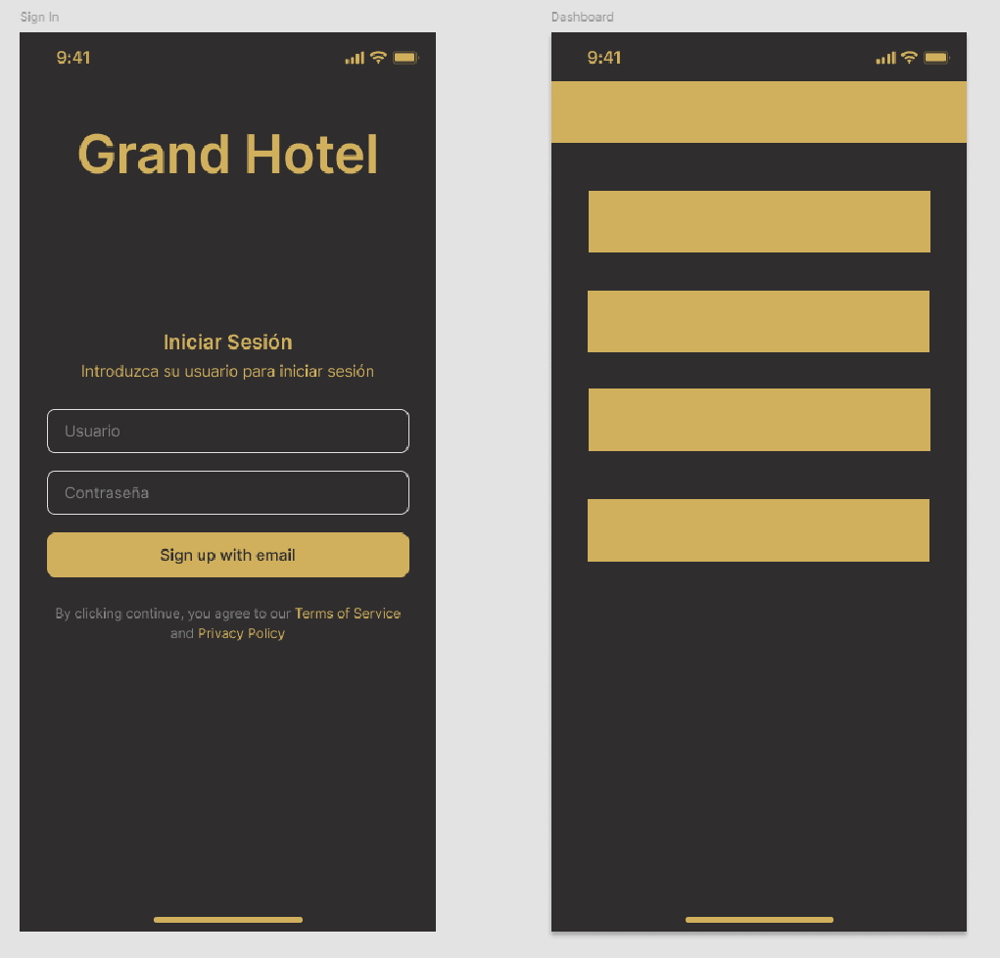 Sign In
9:41
Grand Hotel
Iniciar Sesión
Introduzca su usuario para iniciar sesión
Usuario
Contraseña
Sign up with email
By clicking continue, you agree to our Terms of Service
and Privacy Policy
Dashboard
9:41